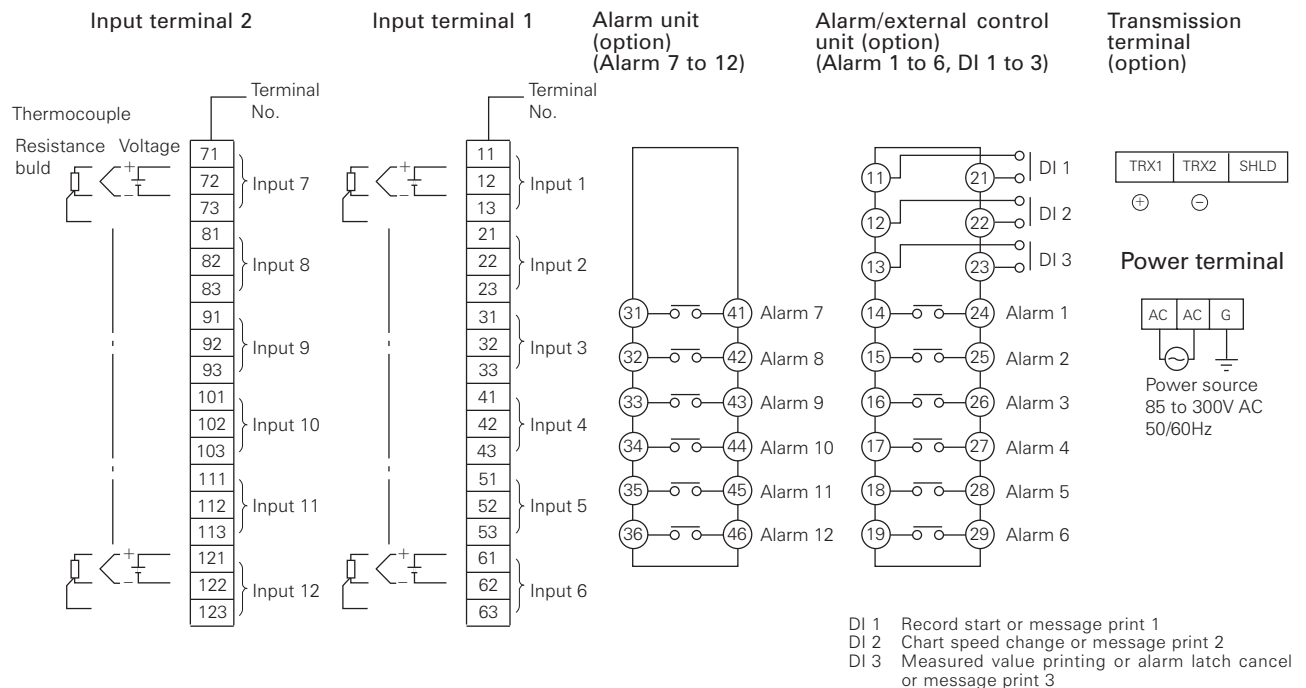 Input terminal 2
Thermocouple
Resistance buld
Voltage
Terminal No.
+
−
71
72
73
Input 7
81
82
83
Input 8
91
92
93
Input 9
101
102
103
Input 10
111
112
113
Input 11
+
−
121
122
123
Input 12
Input terminal 1
Terminal No.
+
−
11
12
13
Input 1
21
22
23
Input 2
31
32
33
Input 3
41
42
43
Input 4
51
52
53
Input 5
+
−
61
62
63
Input 6
Alarm unit
(option)
(Alarm 7 to 12)
31 41 Alarm 7
32 42 Alarm 8
33 43 Alarm 9
34 44 Alarm 10
35 45 Alarm 11
36 46 Alarm 12
Alarm/external control
unit (option)
(Alarm 1 to 6, DI 1 to 3)
11 21 DI 1
12 22 DI 2
13 23 DI 3
14 24 Alarm 1
15 25 Alarm 2
16 26 Alarm 3
17 27 Alarm 4
18 28 Alarm 5
19 29 Alarm 6
DI 1 Record start or message print 1
DI 2 Chart speed change or message print 2
DI 3 Measured value printing or alarm latch cancel
or message print 3
Transmission
terminal
(option)
TRX1 TRX2 SHLD
⊕ ⊖
Power terminal
AC AC G
Power source
85 to 300V AC
50/60Hz